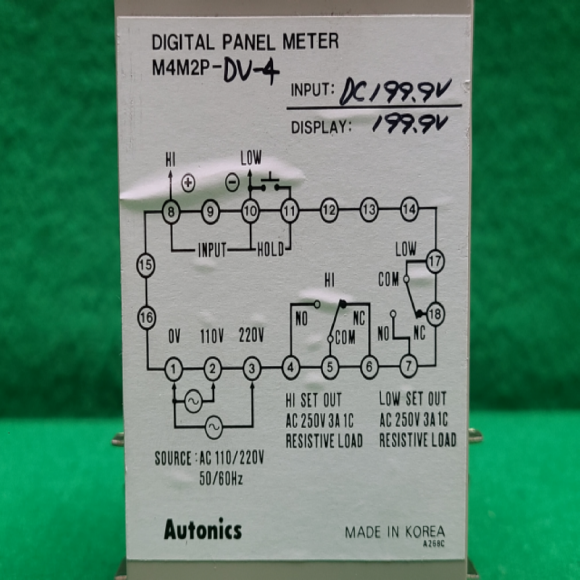 DIGITAL PANEL METER
M4M2P-DV-4
INPUT: DC199.9V
DISPLAY: 199.9V
HI LOW
⊕ ⊖
8 9 10 11 12 13 14
INPUT HOLD
LOW
15 17
COM
HI
16 NO NC 18
COM NO NC
0V 110V 220V
1 2 3 4 5 6 7
HI SET OUT LOW SET OUT
AC 250V 3A 1C AC 250V 3A 1C
RESISTIVE LOAD RESISTIVE LOAD
SOURCE : AC 110/220V
50/60Hz
Autonics MADE IN KOREA
A268C